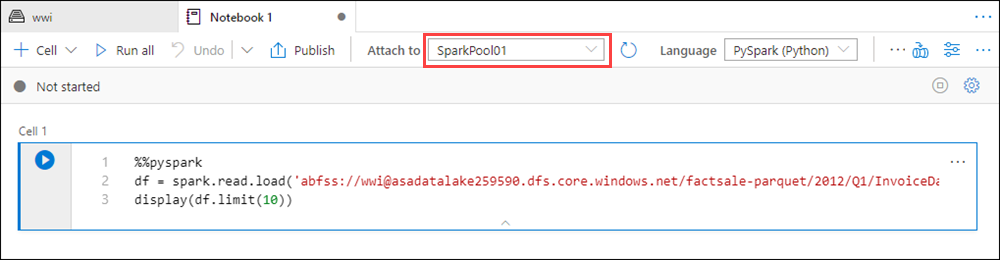 wwi
Notebook 1
Cell
Run all
Undo
Publish
Attach to
SparkPool01
Language
PySpark (Python)
Not started
Cell 1
1 %%pyspark
2 df = spark.read.load('abfss://wwi@asadatalake259590.dfs.core.windows.net/factsale-parquet/2012/Q1/InvoiceDa
3 display(df.limit(10))